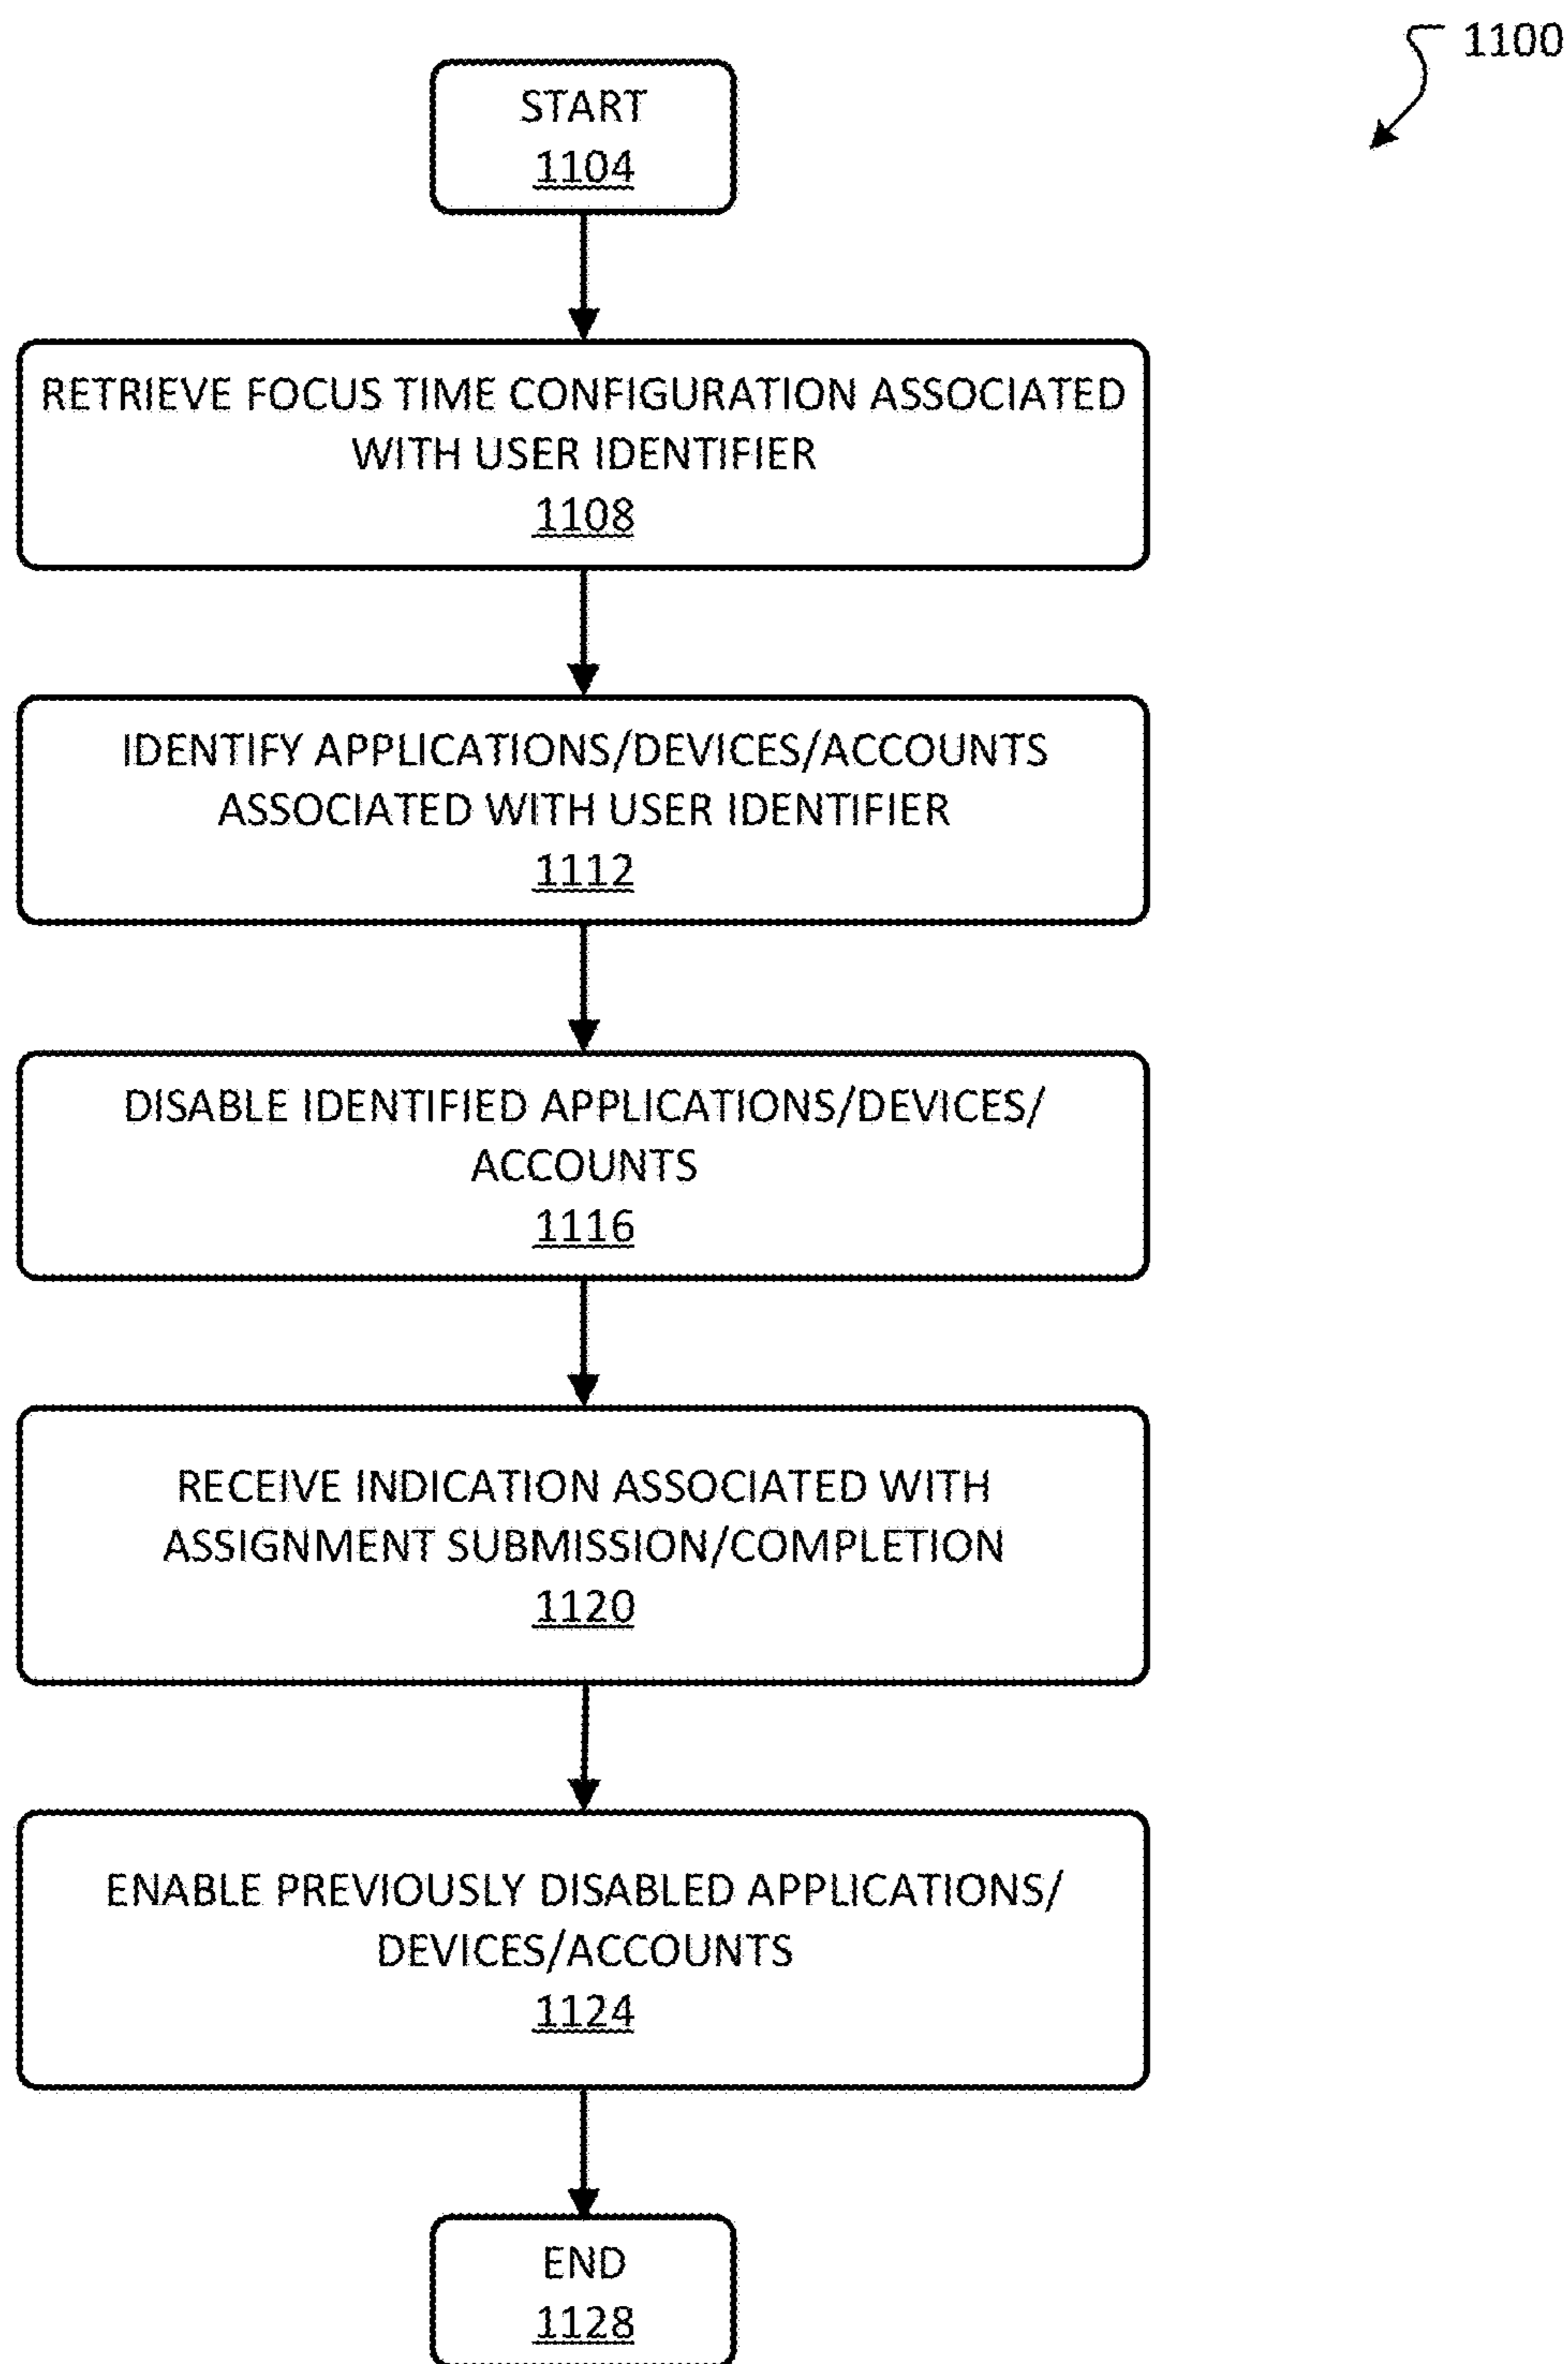 1100
START
1104
RETRIEVE FOCUS TIME CONFIGURATION ASSOCIATED
WITH USER IDENTIFIER
1108
IDENTIFY APPLICATIONS/DEVICES/ACCOUNTS
ASSOCIATED WITH USER IDENTIFIER
1112
DISABLE IDENTIFIED APPLICATIONS/DEVICES/
ACCOUNTS
1116
RECEIVE INDICATION ASSOCIATED WITH
ASSIGNMENT SUBMISSION/COMPLETION
1120
ENABLE PREVIOUSLY DISABLED APPLICATIONS/
DEVICES/ACCOUNTS
1124
END
1128